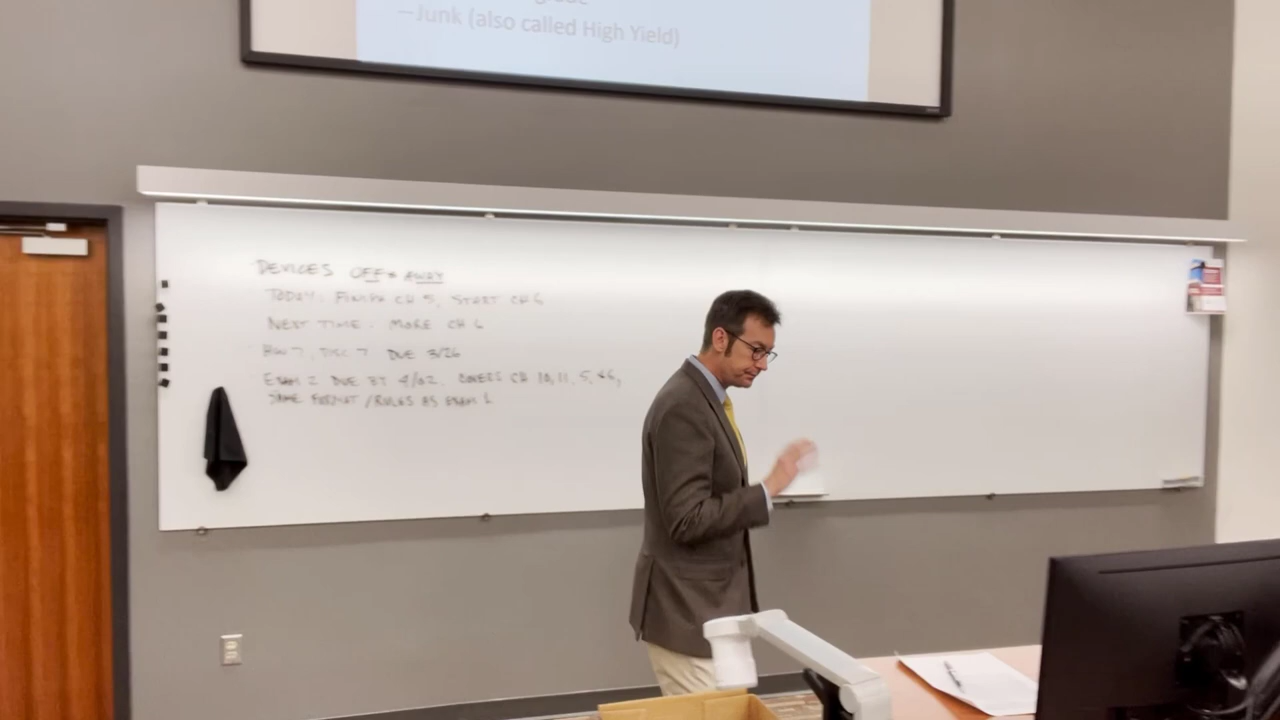 —Junk (also called High Yield)
DEVICES OFF & AWAY
TODAY: FINISH CH 5, START CH 6
NEXT TIME: MORE CH 6
HW 7, DISC 7 DUE 3/26
EXAM 2 DUE BY 4/02, COVERS CH 10, 11, 5, &6,
SAME FORMAT/RULES AS EXAM 1